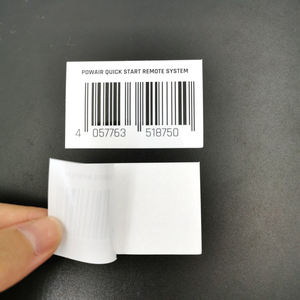 POWAIR QUICK START REMOTE SYSTEM
4 057763 518750